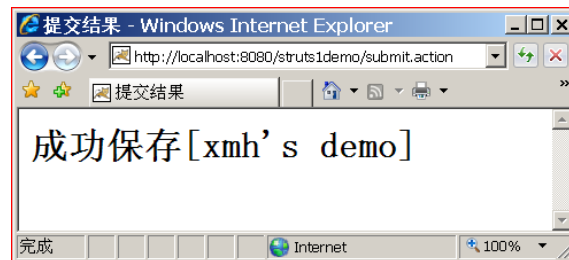 提交结果 - Windows Internet Explorer
http://localhost:8080/struts1demo/submit.action
提交结果
»
成功保存[xmh's demo]
完成 Internet 100%